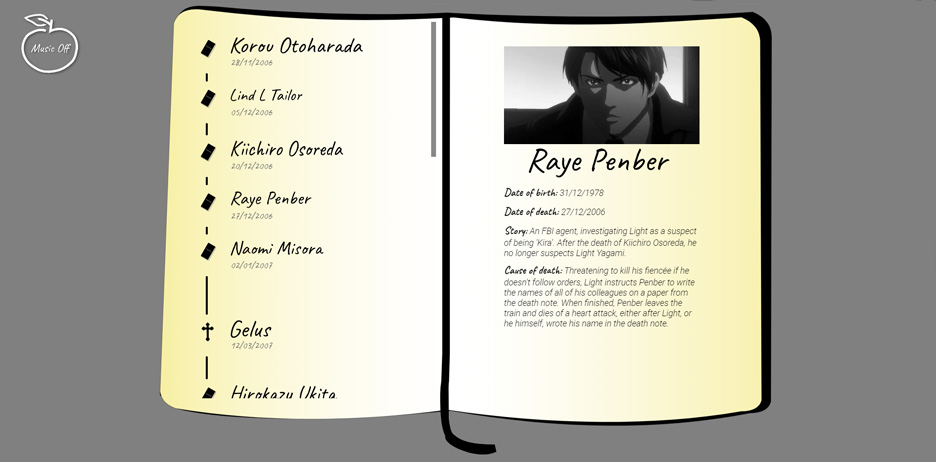 Music Off
Korou Otoharada
28/11/2006
Lind L Tailor
05/12/2006
Kiichiro Osoreda
20/12/2006
Raye Penber
27/12/2006
Naomi Misora
02/01/2007
Gelus
12/03/2007
Hirokazu Ukita
Raye Penber
Date of birth: 31/12/1978
Date of death: 27/12/2006
Story: An FBI agent, investigating Light as a suspect
of being 'Kira'. After the death of Kiichiro Osoreda, he
no longer suspects Light Yagami.
Cause of death: Threatening to kill his fiencée if he
doesn't follow orders, Light instructs Penber to write
the names of all of his colleagues on a paper from
the death note. When finished, Penber leaves the
train and dies of a heart attack, either after Light, or
he himself, wrote his name in the death note.